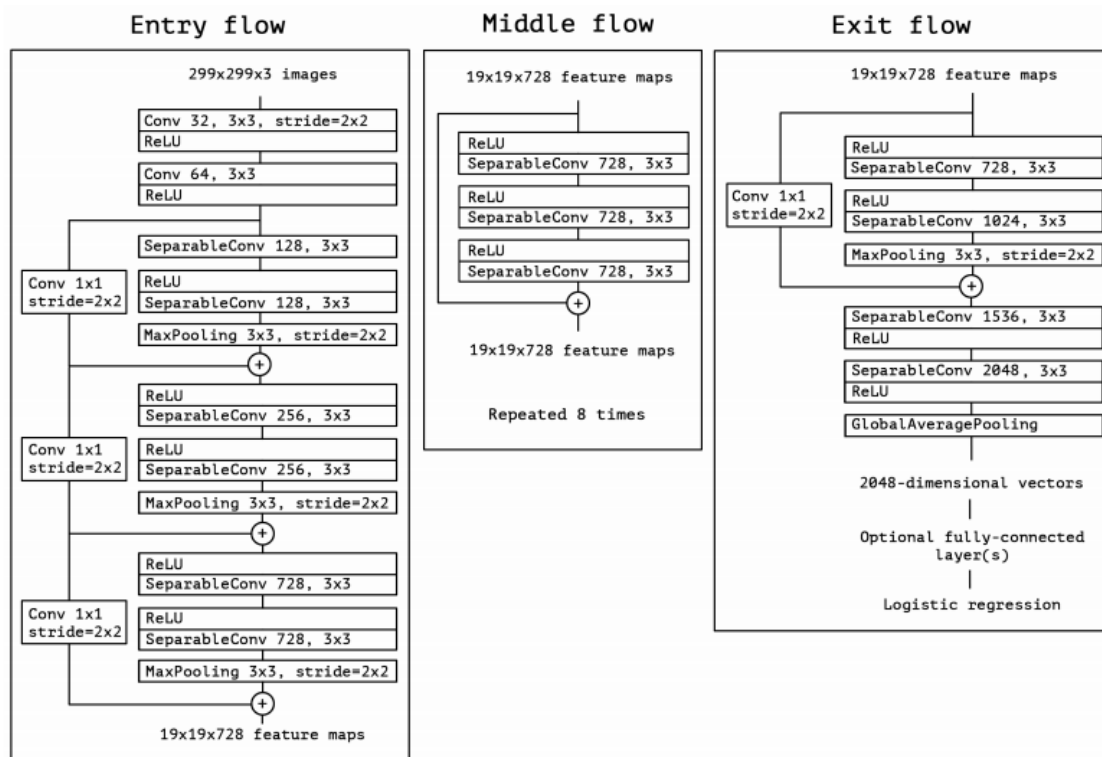 Entry flow
299x299x3 images
Conv 32, 3x3, stride=2x2
ReLU
Conv 64, 3x3
ReLU
SeparableConv 128, 3x3
Conv 1x1
stride=2x2
ReLU
SeparableConv 128, 3x3
MaxPooling 3x3, stride=2x2
+
ReLU
SeparableConv 256, 3x3
Conv 1x1
stride=2x2
ReLU
SeparableConv 256, 3x3
MaxPooling 3x3, stride=2x2
+
ReLU
SeparableConv 728, 3x3
Conv 1x1
stride=2x2
ReLU
SeparableConv 728, 3x3
MaxPooling 3x3, stride=2x2
+
19x19x728 feature maps
Middle flow
19x19x728 feature maps
ReLU
SeparableConv 728, 3x3
ReLU
SeparableConv 728, 3x3
ReLU
SeparableConv 728, 3x3
+
19x19x728 feature maps
Repeated 8 times
Exit flow
19x19x728 feature maps
ReLU
SeparableConv 728, 3x3
Conv 1x1
stride=2x2
ReLU
SeparableConv 1024, 3x3
MaxPooling 3x3, stride=2x2
+
SeparableConv 1536, 3x3
ReLU
SeparableConv 2048, 3x3
ReLU
GlobalAveragePooling
2048-dimensional vectors
Optional fully-connected
layer(s)
Logistic regression